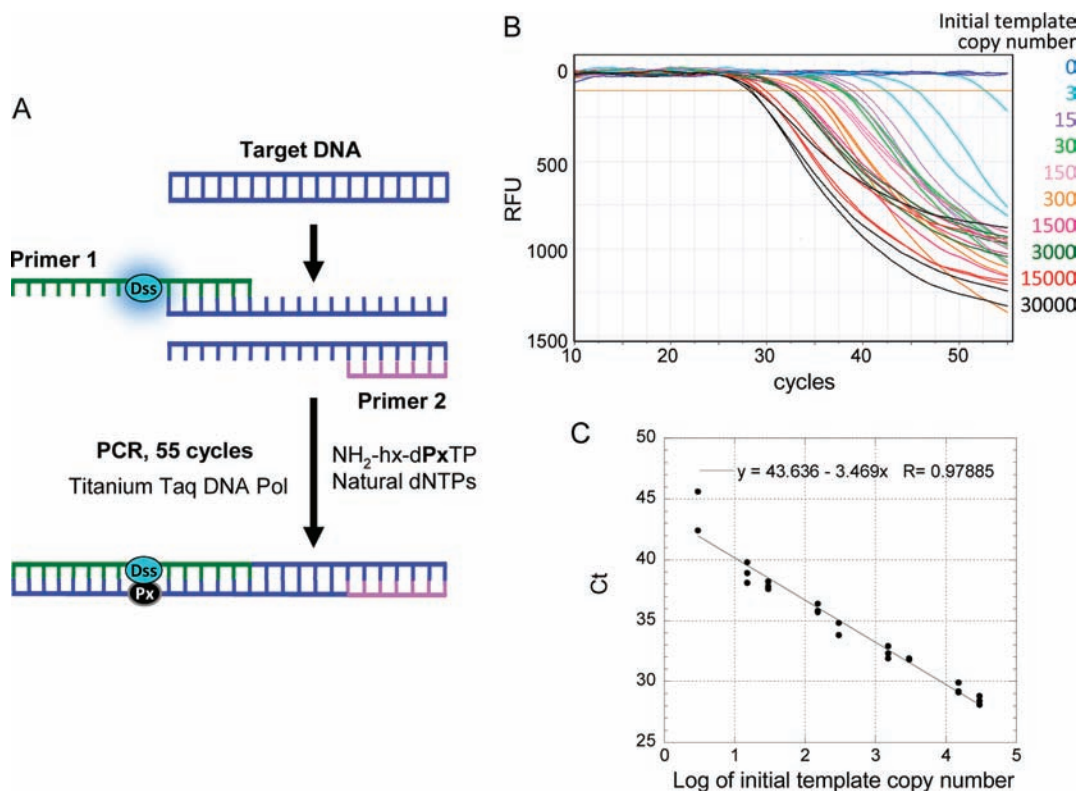 A
Target DNA
Primer 1
Dss
Primer 2
PCR, 55 cycles
Titanium Taq DNA Pol
NH2-hx-dPxTP
Natural dNTPs
Dss
Px
B
Initial template
copy number
0
3
15
30
150
300
1500
3000
15000
30000
RFU
0
500
1000
1500
10
20
30
40
50
cycles
C
y = 43.636 - 3.469x R= 0.97885
Ct
50
45
40
35
30
25
0
1
2
3
4
5
Log of initial template copy number